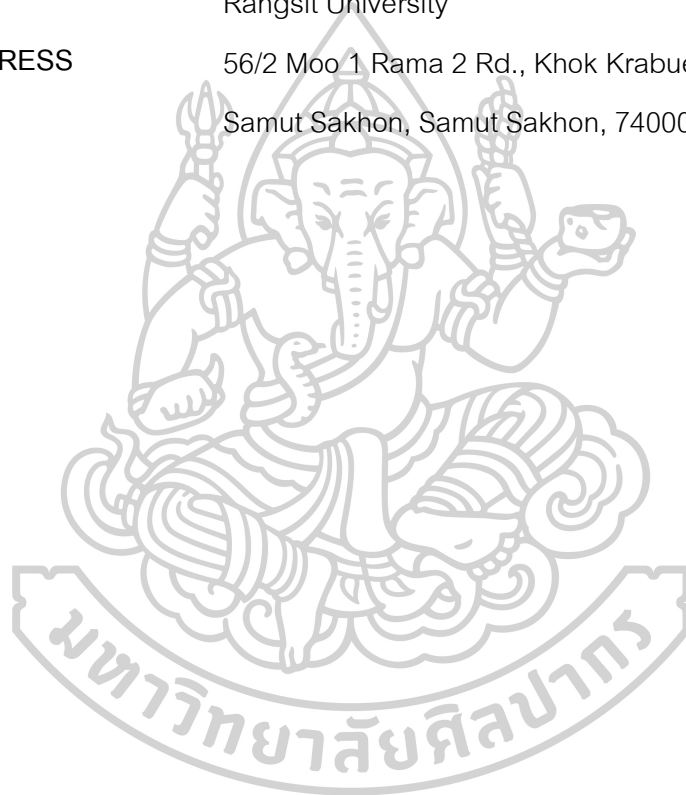 Rangsit University
RESS 56/2 Moo 1 Rama 2 Rd., Khok Krabue
Samut Sakhon, Samut Sakhon, 74000
มหาวิทยาลัยศิลปากร